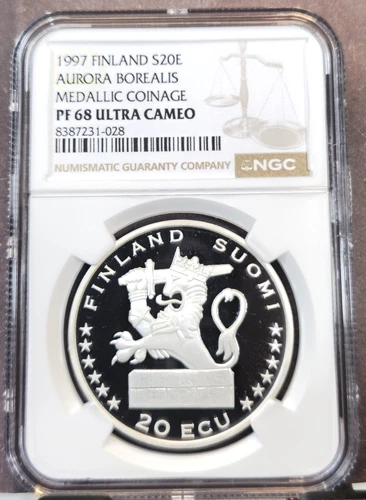 1997 FINLAND S20E
AURORA BOREALIS
MEDALLIC COINAGE
PF 68 ULTRA CAMEO
8387231-028
NUMISMATIC GUARANTY COMPANY
NGC
FINLAND SUOMI
20 ECU